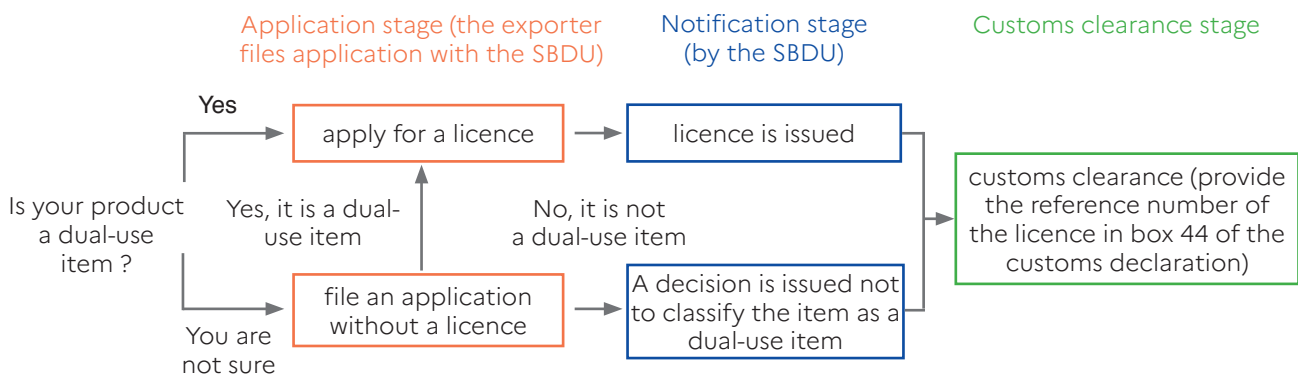 Application stage (the exporter
files application with the SBDU)
Notification stage
(by the SBDU)
Customs clearance stage
Yes
apply for a licence
licence is issued
Is your product
a dual-use
item ?
Yes, it is a dual-
use item
No, it is not
a dual-use item
customs clearance (provide
the reference number of
the licence in box 44 of the
customs declaration)
file an application
without a licence
A decision is issued not
to classify the item as a
dual-use item
You are
not sure